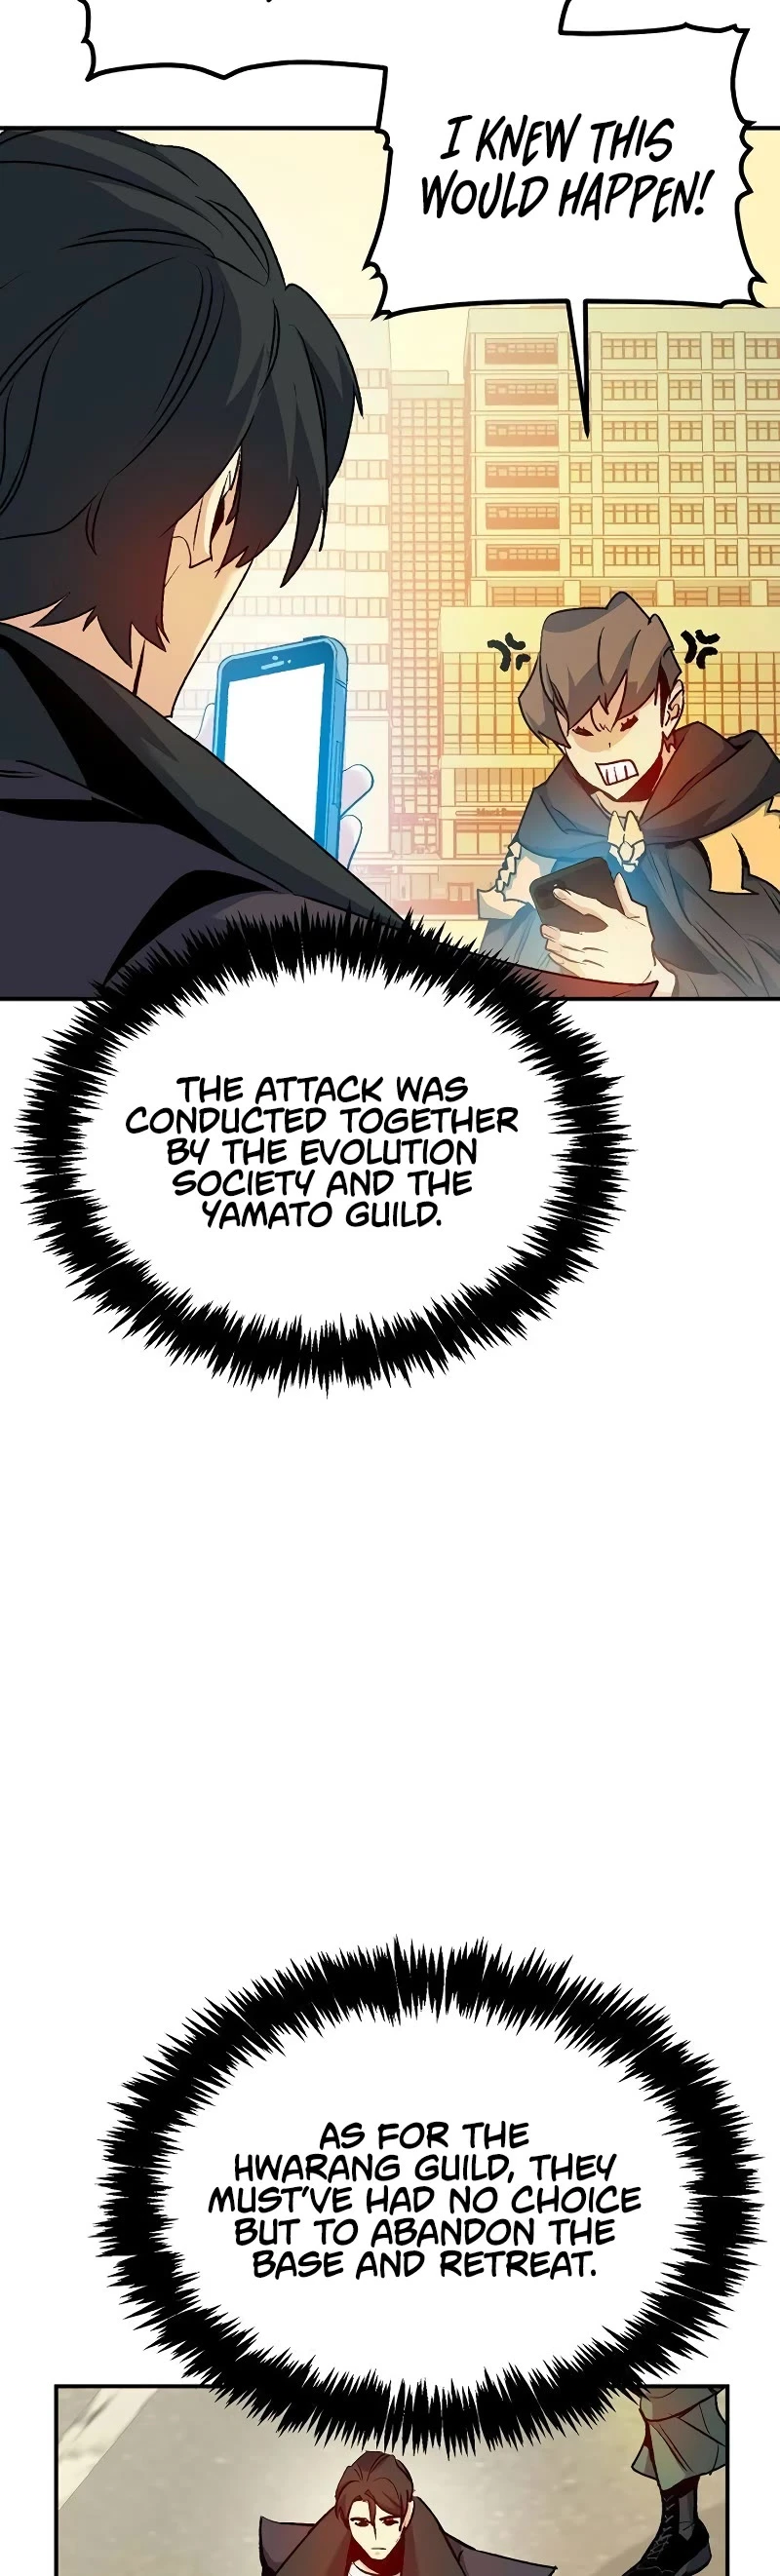 I KNEW THIS
WOULD HAPPEN!
THE ATTACK WAS
CONDUCTED TOGETHER
BY THE EVOLUTION
SOCIETY AND THE
YAMATO GUILD.
AS FOR THE
HWARANG GUILD, THEY
MUST'VE HAD NO CHOICE
BUT TO ABANDON THE
BASE AND RETREAT.